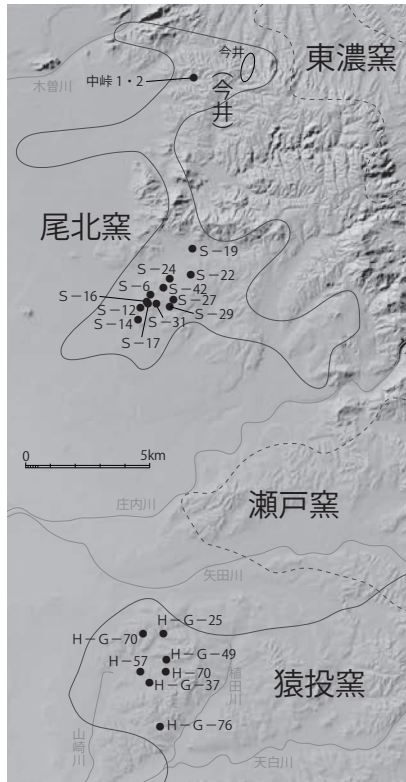 今井
東濃窯
中峠 1・2
木曽川
（今井）
尾北窯
S－19
S－24
S－22
S－6
S－42
S－16
S－27
S－12
S－29
S－14
S－31
S－17
0 5km
庄内川
瀬戸窯
矢田川
H－G－25
H－G－70
H－G－49
H－57
H－70
H－G－37
植田川
猿投窯
H－G－76
山崎川
天白川